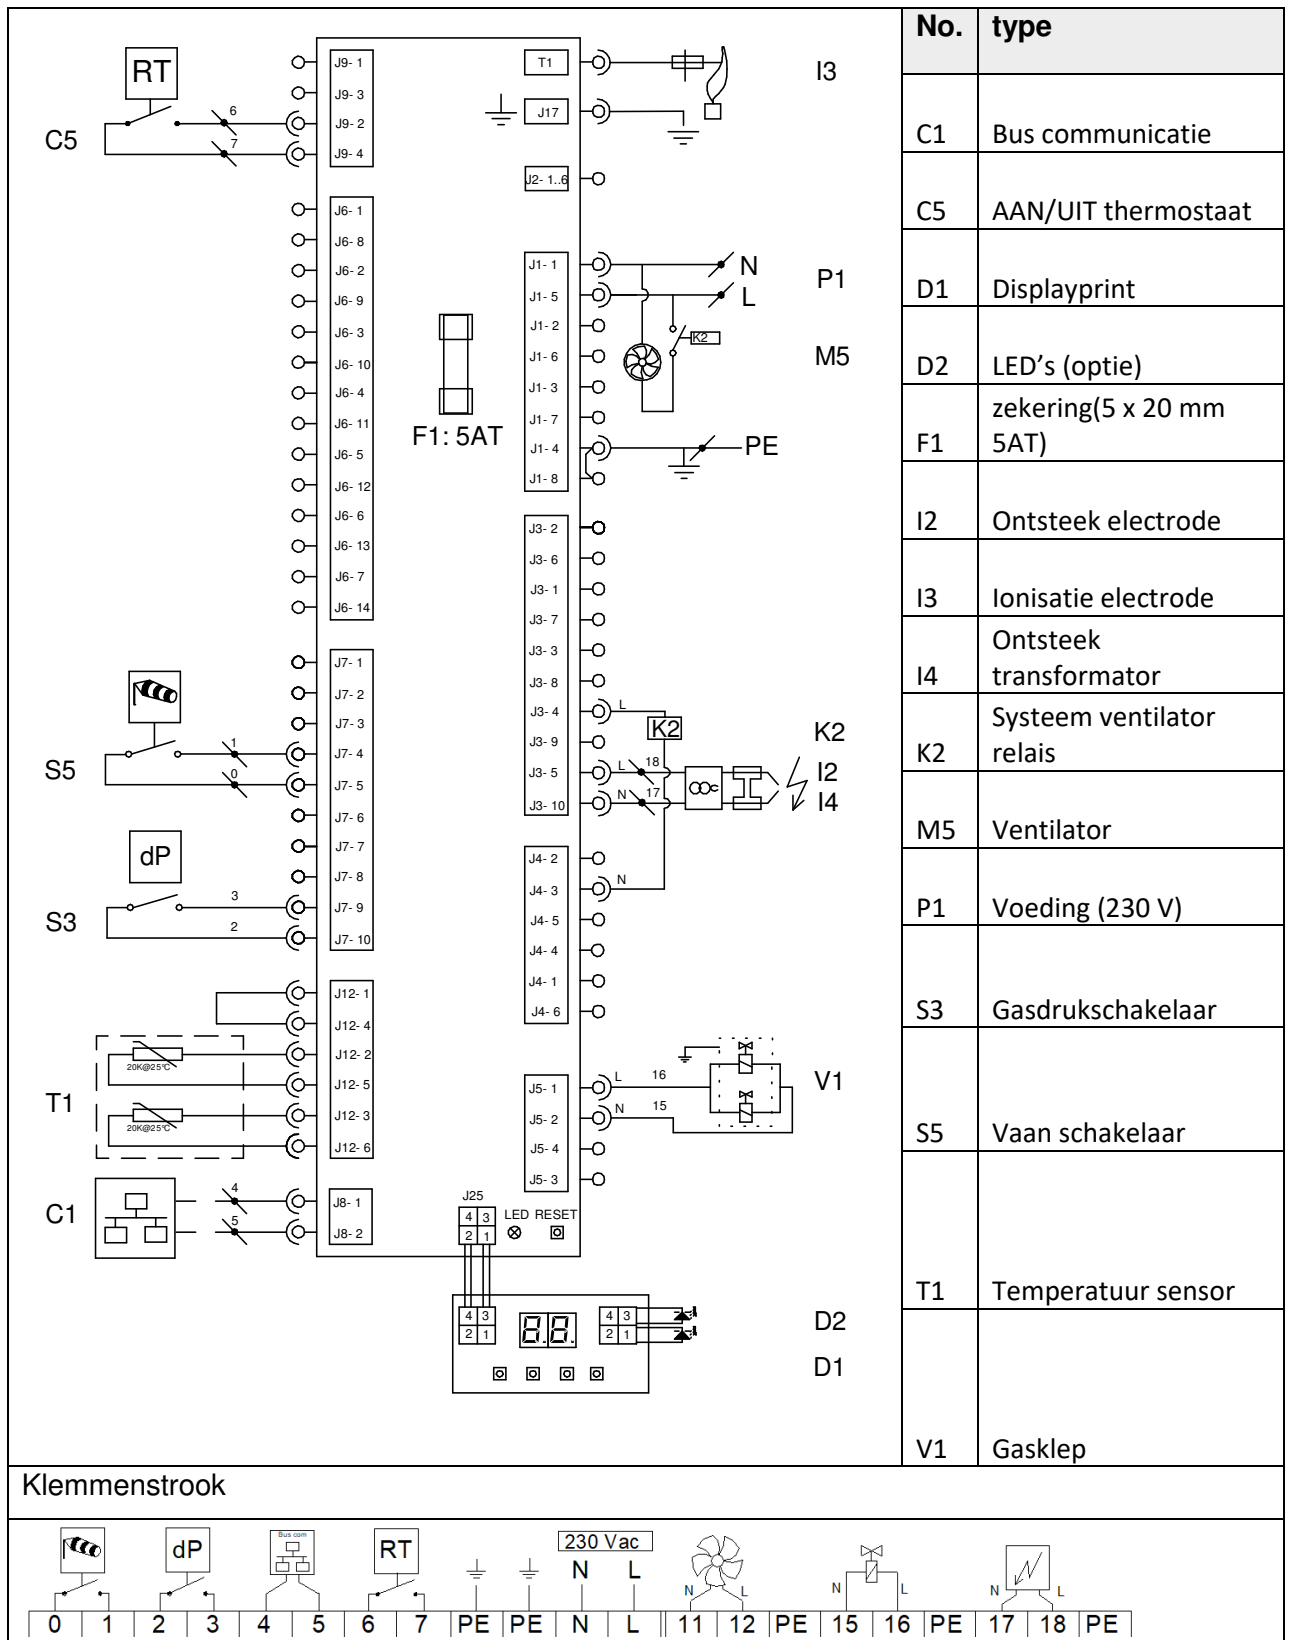 No. type
C1 Bus communicatie
C5 AAN/UIT thermostaat
D1 Displayprint
D2 LED's (optie)
F1 zekering(5 x 20 mm
5AT)
I2 Ontsteek electrode
I3 Ionisatie electrode
I4 Ontsteek
transformator
K2 Systeem ventilator
relais
M5 Ventilator
P1 Voeding (230 V)
S3 Gasdrukschakelaar
S5 Vaan schakelaar
T1 Temperatuur sensor
V1 Gasklep
RT
C5
6
7
J9- 1
J9- 3
J9- 2
J9- 4
J6- 1
J6- 8
J6- 2
J6- 9
J6- 3
J6- 10
J6- 4
J6- 11
J6- 5
J6- 12
J6- 6
J6- 13
J6- 7
J6- 14
S5
1
0
J7- 1
J7- 2
J7- 3
J7- 4
J7- 5
J7- 6
J7- 7
J7- 8
J7- 9
J7- 10
dP
S3
3
2
J12- 1
J12- 4
J12- 2
J12- 5
J12- 3
J12- 6
T1
20K@25°C
20K@25°C
C1
4
5
J8- 1
J8- 2
F1: 5AT
T1
I3
J17
J2- 1..6
J1- 1
J1- 5
J1- 2
J1- 6
J1- 3
J1- 7
J1- 4
J1- 8
N
L
P1
K2
M5
PE
J3- 2
J3- 6
J3- 1
J3- 7
J3- 3
J3- 8
J3- 4
J3- 9
J3- 5
J3- 10
L
K2
K2
L 18
N 17
I2
I4
J4- 2
J4- 3
J4- 5
J4- 4
J4- 1
J4- 6
N
J5- 1
J5- 2
J5- 4
J5- 3
L 16
N 15
V1
J25
4 3
2 1
LED RESET
4 3
2 1
8.8.
4 3
2 1
D2
D1
Klemmenstrook
dP
Bus com
RT
230 Vac
N L
N L
N L
N L
0 1 2 3 4 5 6 7 PE PE N L 11 12 PE 15 16 PE 17 18 PE